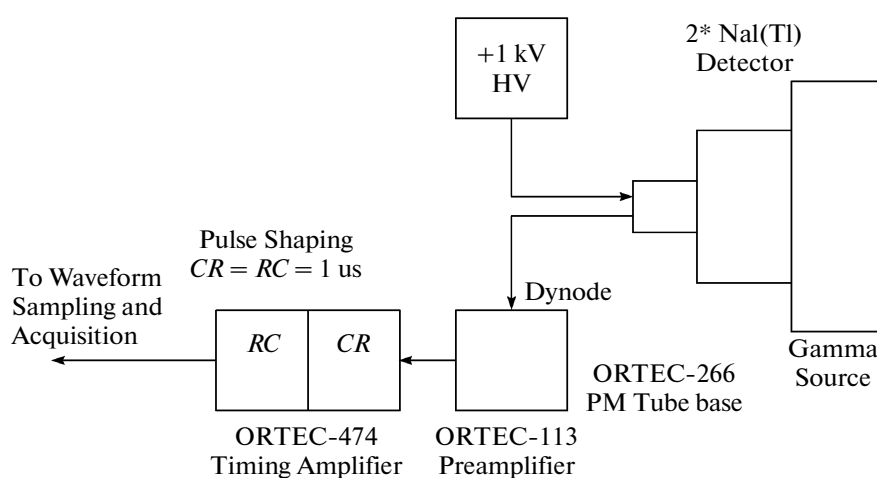 +1 kV
HV
2* NaI(Tl)
Detector
Pulse Shaping
CR = RC = 1 us
To Waveform
Sampling and
Acquisition
Dynode
RC
CR
Gamma
Source
ORTEC-266
PM Tube base
ORTEC-474
Timing Amplifier
ORTEC-113
Preamplifier